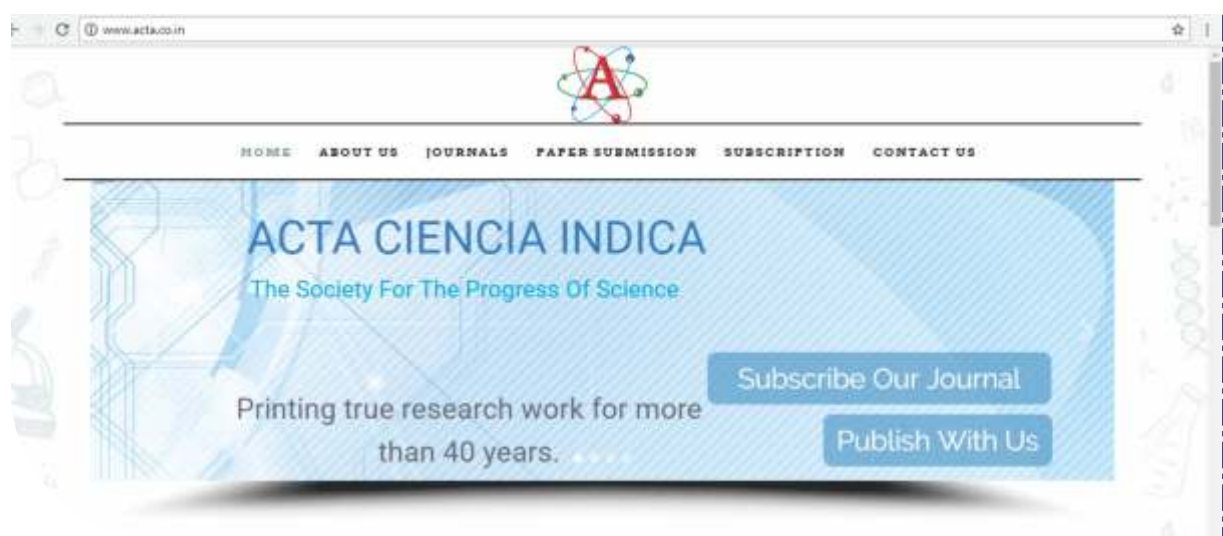 www.acta.co.in
A
HOME ABOUT US JOURNALS PAPER SUBMISSION SUBSCRIPTION CONTACT US
ACTA CIENCIA INDICA
The Society For The Progress Of Science
Subscribe Our Journal
Printing true research work for more
than 40 years.
Publish With Us